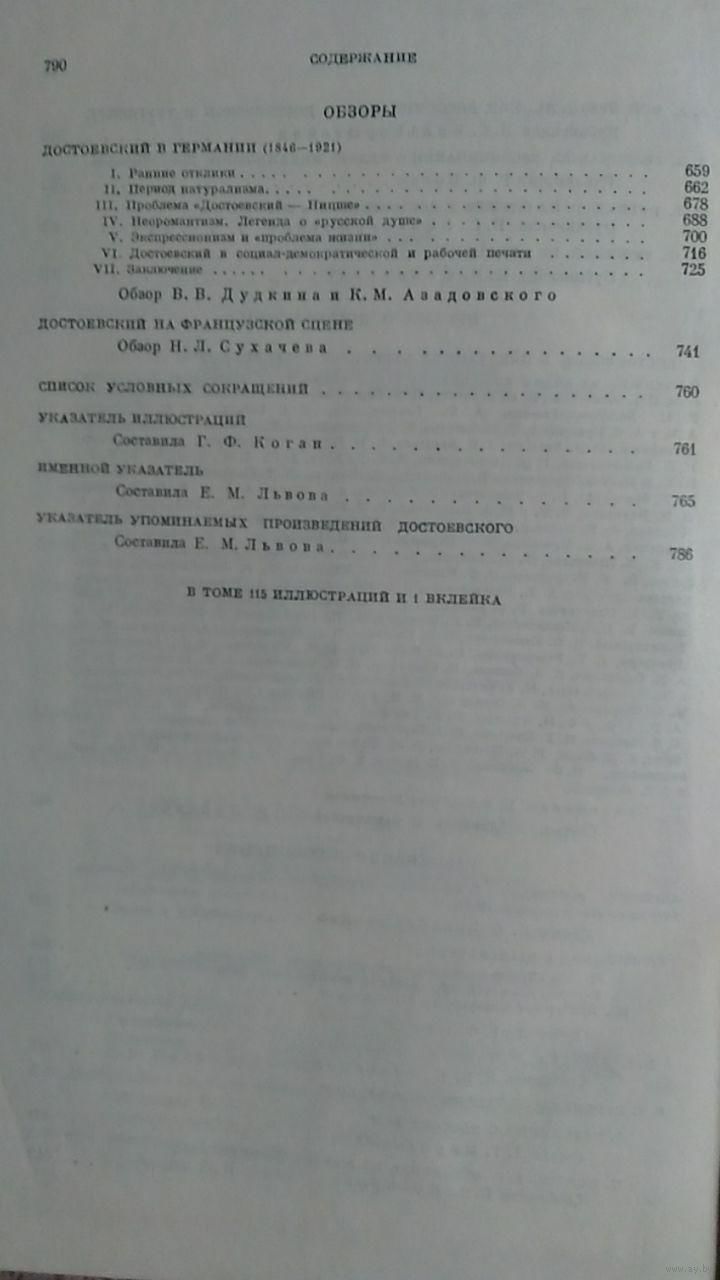 790
СОДЕРЖАНИЕ
ОБЗОРЫ
ДОСТОЕВСКИЙ В ГЕРМАНИИ (1846—1921)
I. Ранние отклики . . . . . . . . . . . . . . . . . . . . . . 659
II. Период натурализма. . . . . . . . . . . . . . . . . . . . 662
III. Проблема «Достоевский — Ницше» . . . . . . . . . . . . . . 678
IV. Неоромантизм. Легенда о «русской душе» . . . . . . . . . . 688
V. Экспрессионизм и «проблема жизни» . . . . . . . . . . . . . 700
VI. Достоевский в социал-демократической и рабочей печати . . . . . . 716
VII. Заключение . . . . . . . . . . . . . . . . . . . . . . 725
Обзор В. В. Дудкина и К. М. Азадовского
ДОСТОЕВСКИЙ НА ФРАНЦУЗСКОЙ СЦЕНЕ
Обзор Н. Л. Сухачева . . . . . . . . . . . . . 741
СПИСОК УСЛОВНЫХ СОКРАЩЕНИЙ . . . . . . . . . . . . . . . . 760
УКАЗАТЕЛЬ ИЛЛЮСТРАЦИЙ
Составила Г. Ф. Коган . . . . . . . . . . . . . 761
ИМЕННОЙ УКАЗАТЕЛЬ
Составила Е. М. Львова . . . . . . . . . . . . . 765
УКАЗАТЕЛЬ УПОМИНАЕМЫХ ПРОИЗВЕДЕНИЙ ДОСТОЕВСКОГО
Составила Е. М. Львова . . . . . . . . . . . . . 786
В ТОМЕ 115 ИЛЛЮСТРАЦИЙ И 1 ВКЛЕЙКА
www.ay.by